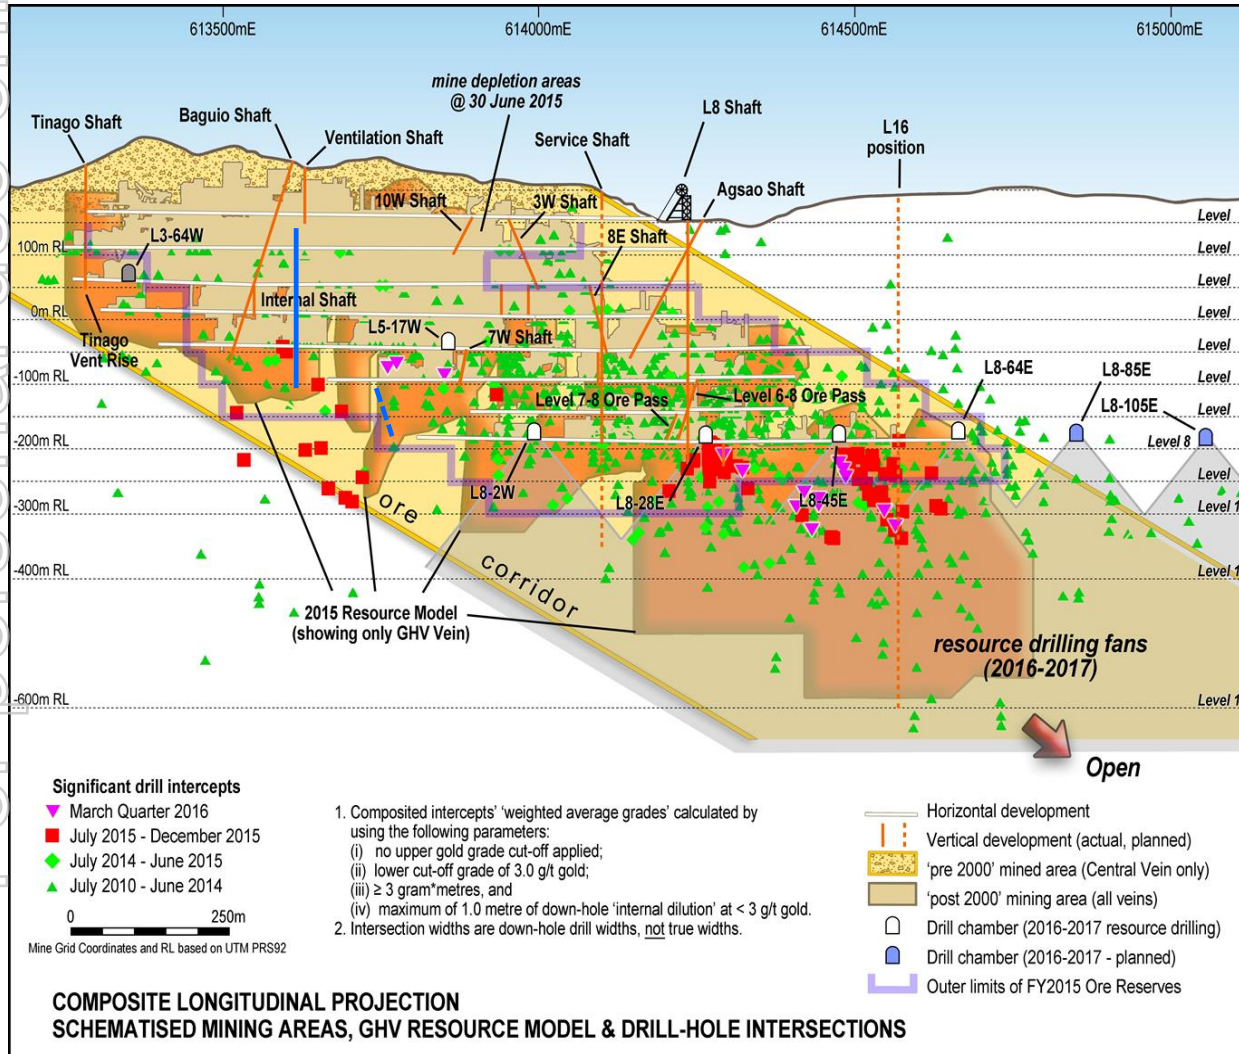 613500mE
614000mE
614500mE
615000mE
mine depletion areas
@ 30 June 2015
Tinago Shaft
Baguio Shaft
Ventilation Shaft
Service Shaft
L8 Shaft
L16
position
Agsao Shaft
10W Shaft
3W Shaft
8E Shaft
Level
100m RL
L3-64W
Level
Level
Internal Shaft
0m RL
Level
L5-17W
7W Shaft
Tinago
Vent Rise
Level
-100m RL
Level
L8-64E
L8-85E
L8-105E
Level 7-8 Ore Pass
Level 6-8 Ore Pass
Level
-200m RL
Level 8
L8-2W
L8-28E
L8-45E
Level
-300m RL
Level 1
ore
corridor
-400m RL
Level 1
2015 Resource Model
(showing only GHV Vein)
resource drilling fans
(2016-2017)
-600m RL
Level 1
Open
Significant drill intercepts
March Quarter 2016
July 2015 - December 2015
July 2014 - June 2015
July 2010 - June 2014
0 250m
Mine Grid Coordinates and RL based on UTM PRS92
1. Composited intercepts' 'weighted average grades' calculated by
using the following parameters:
(i) no upper gold grade cut-off applied;
(ii) lower cut-off grade of 3.0 g/t gold;
(iii) ≥ 3 gram*metres, and
(iv) maximum of 1.0 metre of down-hole 'internal dilution' at < 3 g/t gold.
2. Intersection widths are down-hole drill widths, not true widths.
Horizontal development
Vertical development (actual, planned)
'pre 2000' mined area (Central Vein only)
'post 2000' mining area (all veins)
Drill chamber (2016-2017 resource drilling)
Drill chamber (2016-2017 - planned)
Outer limits of FY2015 Ore Reserves
COMPOSITE LONGITUDINAL PROJECTION
SCHEMATISED MINING AREAS, GHV RESOURCE MODEL & DRILL-HOLE INTERSECTIONS